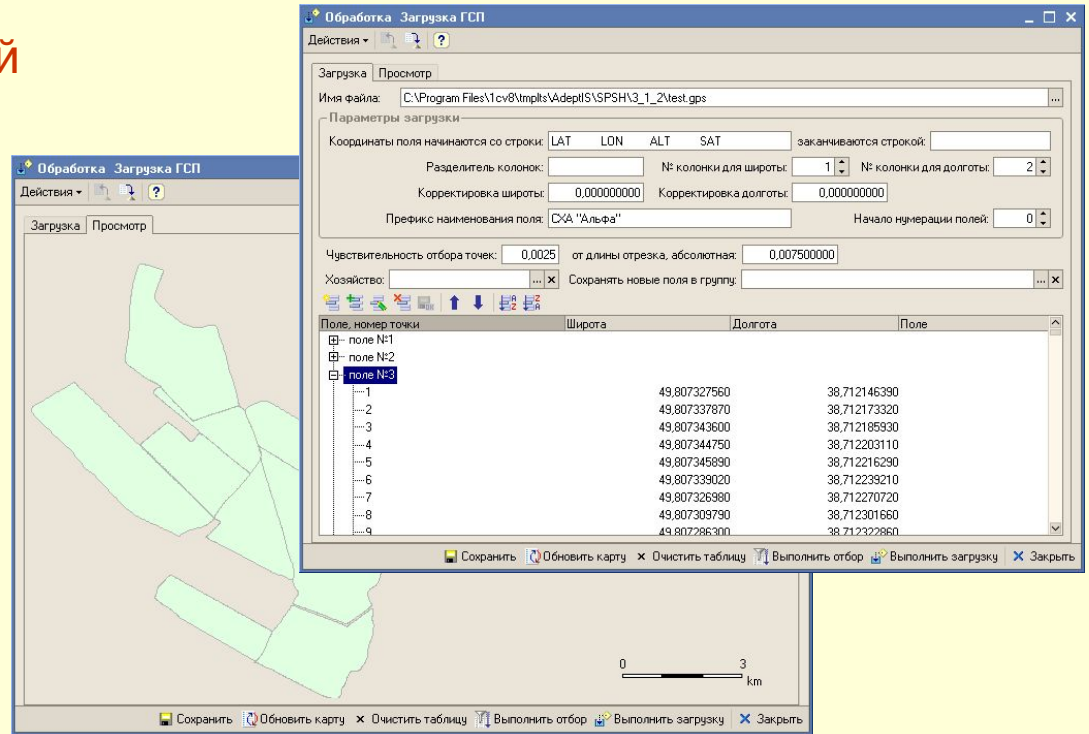 й
Обработка Загрузка ГСП
Действия
Загрузка Просмотр
Имя файла: C:\Program Files\1cv8\tmplts\AdeptIS\SPSH\3_1_2\test.gps ...
Параметры загрузки
Координаты поля начинаются со строки: LAT LON ALT SAT заканчиваются строкой:
Разделитель колонок: № колонки для широты: 1 № колонки для долготы: 2
Корректировка широты: 0,000000000 Корректировка долготы: 0,000000000
Префикс наименования поля: СХА "Альфа" Начало нумерации полей: 0
Чувствительность отбора точек: 0,0025 от длины отрезка, абсолютная: 0,007500000
Хозяйство: ... x Сохранять новые поля в группу: ... x
Поле, номер точки Широта Долгота Поле
поле №1
поле №2
поле №3
1 49,807327560 38,712146390
2 49,807337870 38,712173320
3 49,807343600 38,712185930
4 49,807344750 38,712203110
5 49,807345890 38,712216290
6 49,807339020 38,712239210
7 49,807326980 38,712270720
8 49,807309790 38,712301660
9 49,807286300 38,712322860
Сохранить Обновить карту Очистить таблицу Выполнить отбор Выполнить загрузку Закрыть
Обработка Загрузка ГСП
Действия
Загрузка Просмотр
0 3
km
Сохранить Обновить карту Очистить таблицу Выполнить отбор Выполнить загрузку Закрыть